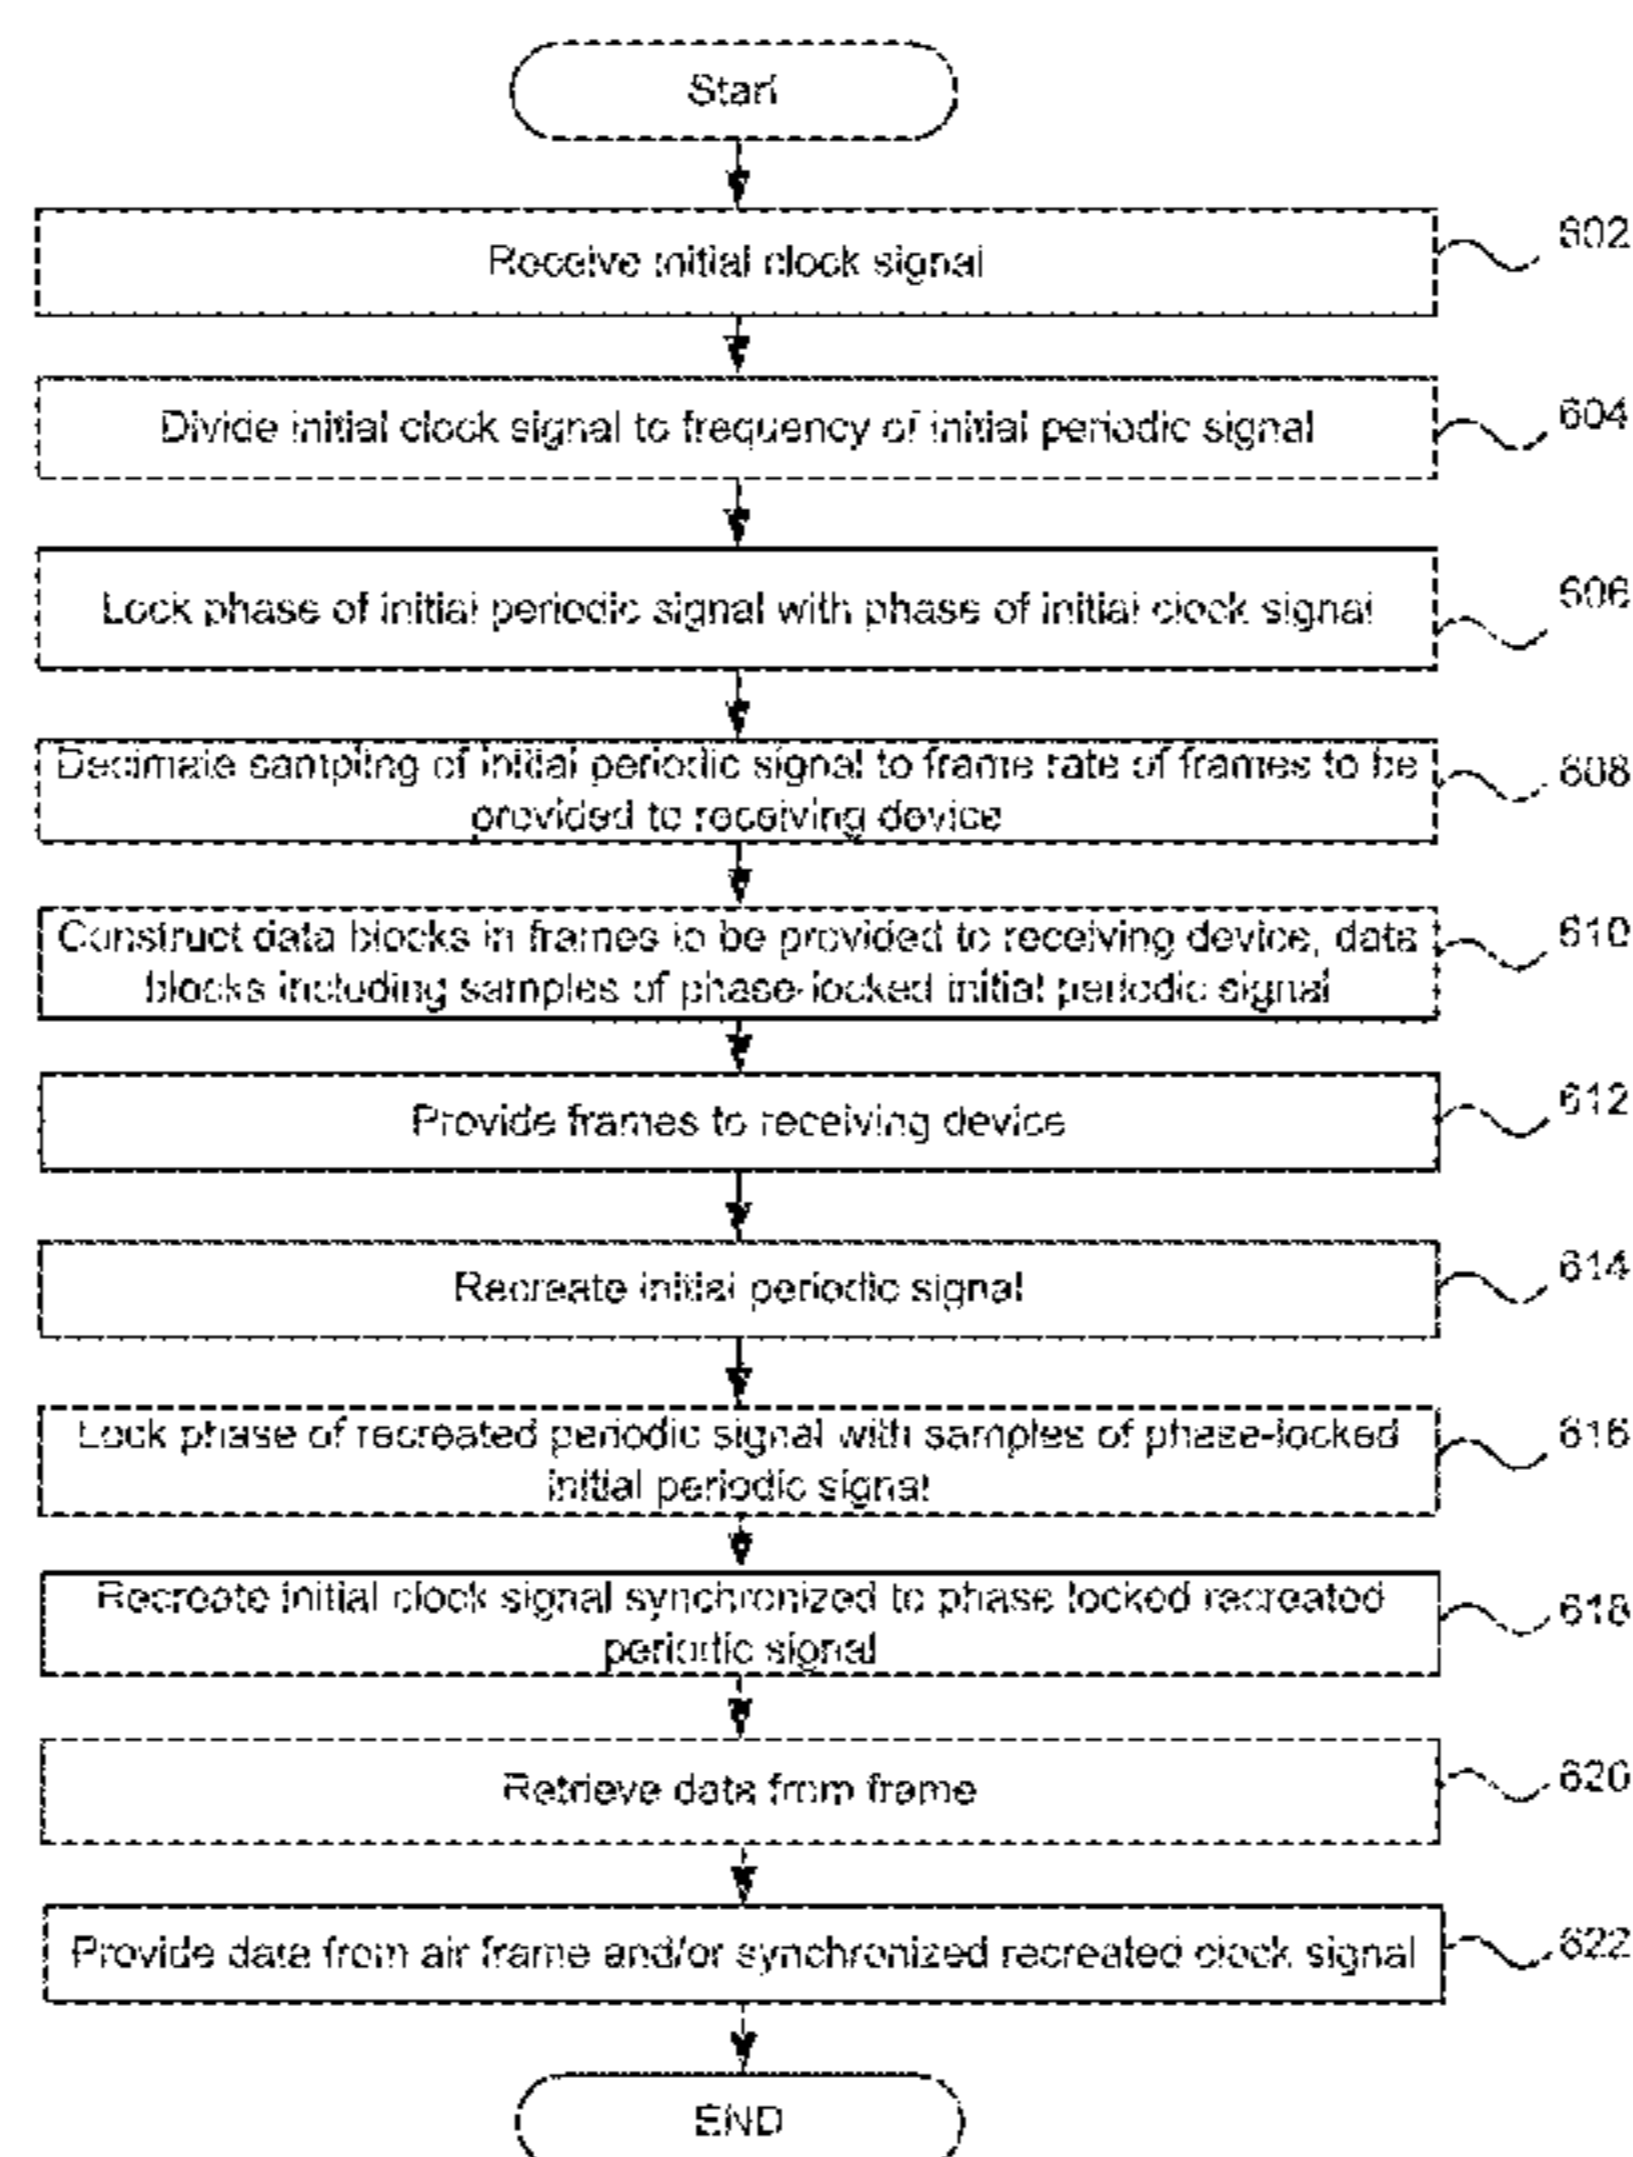 Start
Receive initial clock signal
602
Divide initial clock signal to frequency of initial periodic signal
604
Lock phase of initial periodic signal with phase of initial clock signal
606
Decimate sampling of initial periodic signal to frame rate of frames to be
provided to receiving device
608
Construct data blocks in frames to be provided to receiving device, data
blocks including samples of phase-locked initial periodic signal
610
Provide frames to receiving device
612
Recreate initial periodic signal
614
Lock phase of recreated periodic signal with samples of phase-locked
initial periodic signal
616
Recreate initial clock signal synchronized to phase locked recreated
periodic signal
618
Retrieve data from frame
620
Provide data from air frame and/or synchronized recreated clock signal
622
END